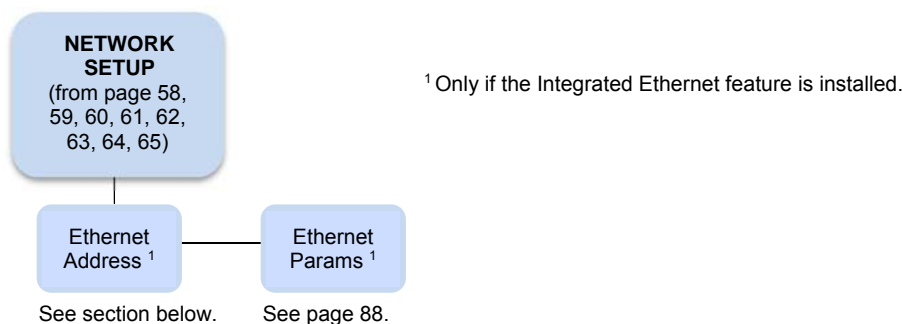 NETWORK
SETUP
(from page 58,
59, 60, 61, 62,
63, 64, 65)
¹ Only if the Integrated Ethernet feature is installed.
Ethernet
Address ¹
Ethernet
Params ¹
See section below.
See page 88.